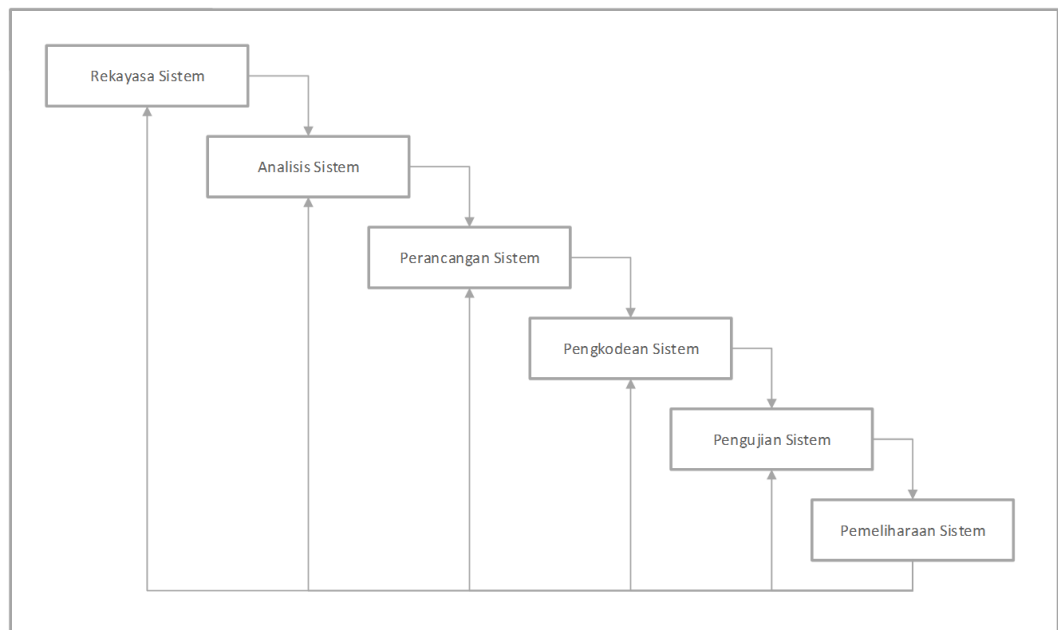 Rekayasa Sistem
Analisis Sistem
Perancangan Sistem
Pengkodean Sistem
Pengujian Sistem
Pemeliharaan Sistem